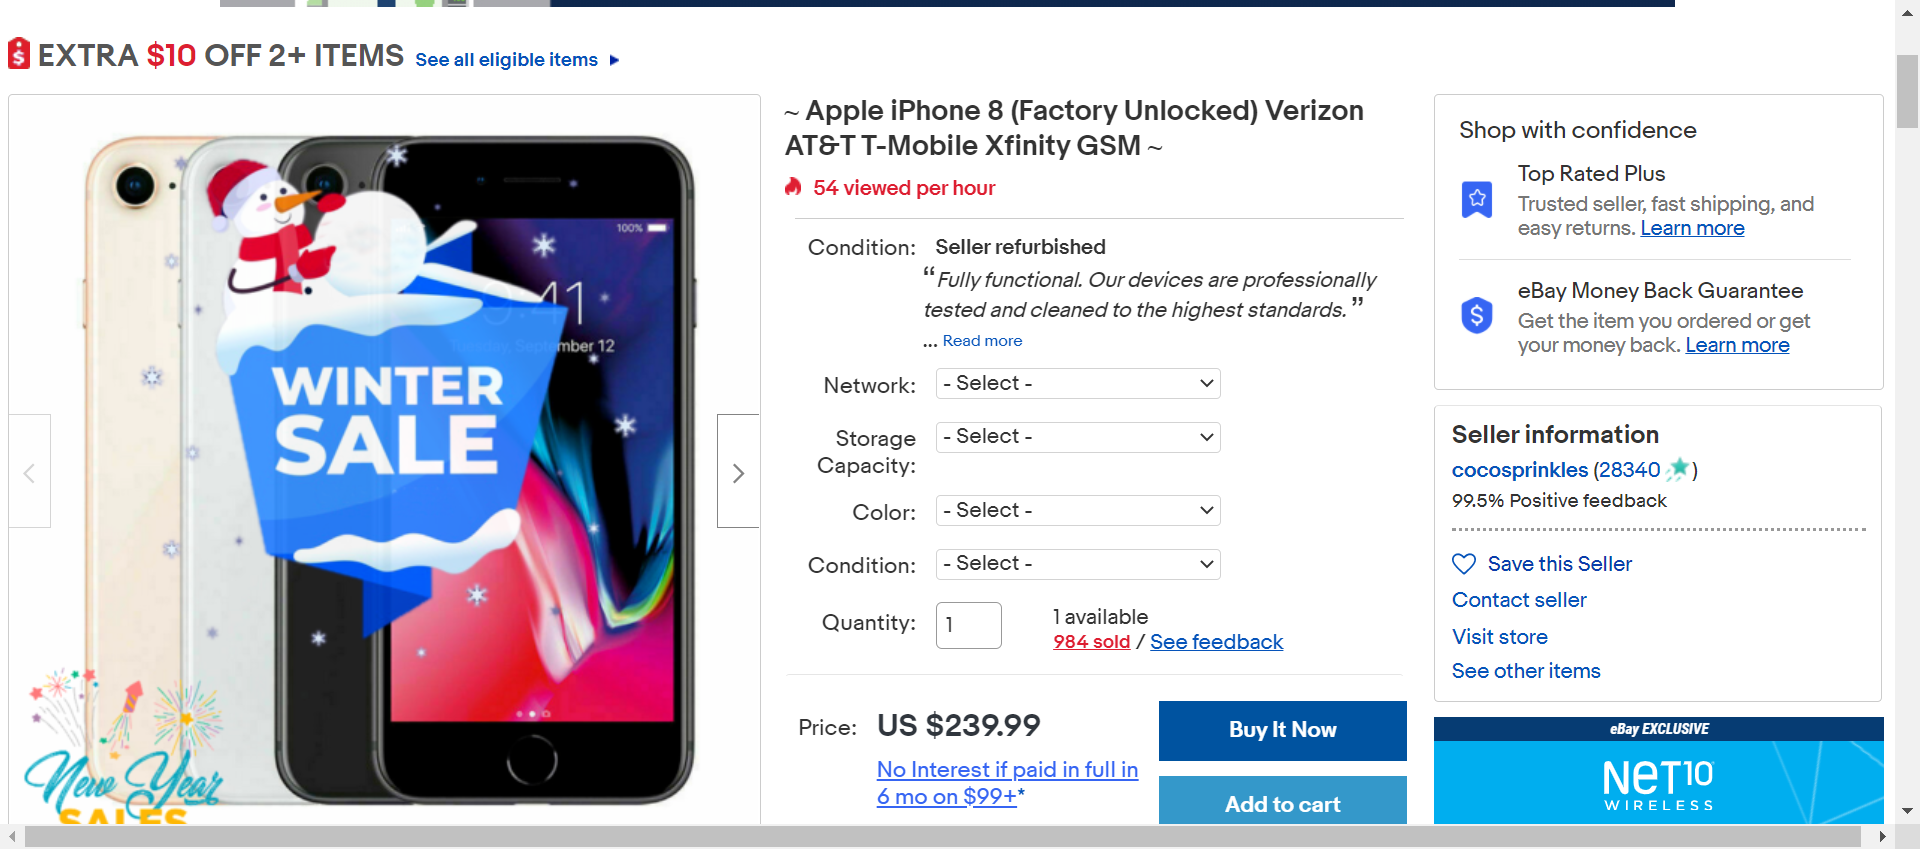 EXTRA $10 OFF 2+ ITEMS See all eligible items
~ Apple iPhone 8 (Factory Unlocked) Verizon
AT&T T-Mobile Xfinity GSM ~
54 viewed per hour
Condition: Seller refurbished
“Fully functional. Our devices are professionally
tested and cleaned to the highest standards.”
... Read more
Network: - Select -
Storage
Capacity: - Select -
Color: - Select -
Condition: - Select -
Quantity: 1
1 available
984 sold / See feedback
Price: US $239.99
No Interest if paid in full in
6 mo on $99+*
Buy It Now
Add to cart
100%
9:41
Tuesday, September 12
WINTER
SALE
New Year
SALES
Shop with confidence
Top Rated Plus
Trusted seller, fast shipping, and
easy returns. Learn more
eBay Money Back Guarantee
Get the item you ordered or get
your money back. Learn more
Seller information
cocosprinkles (28340)
99.5% Positive feedback
Save this Seller
Contact seller
Visit store
See other items
eBay EXCLUSIVE
NET10
WIRELESS